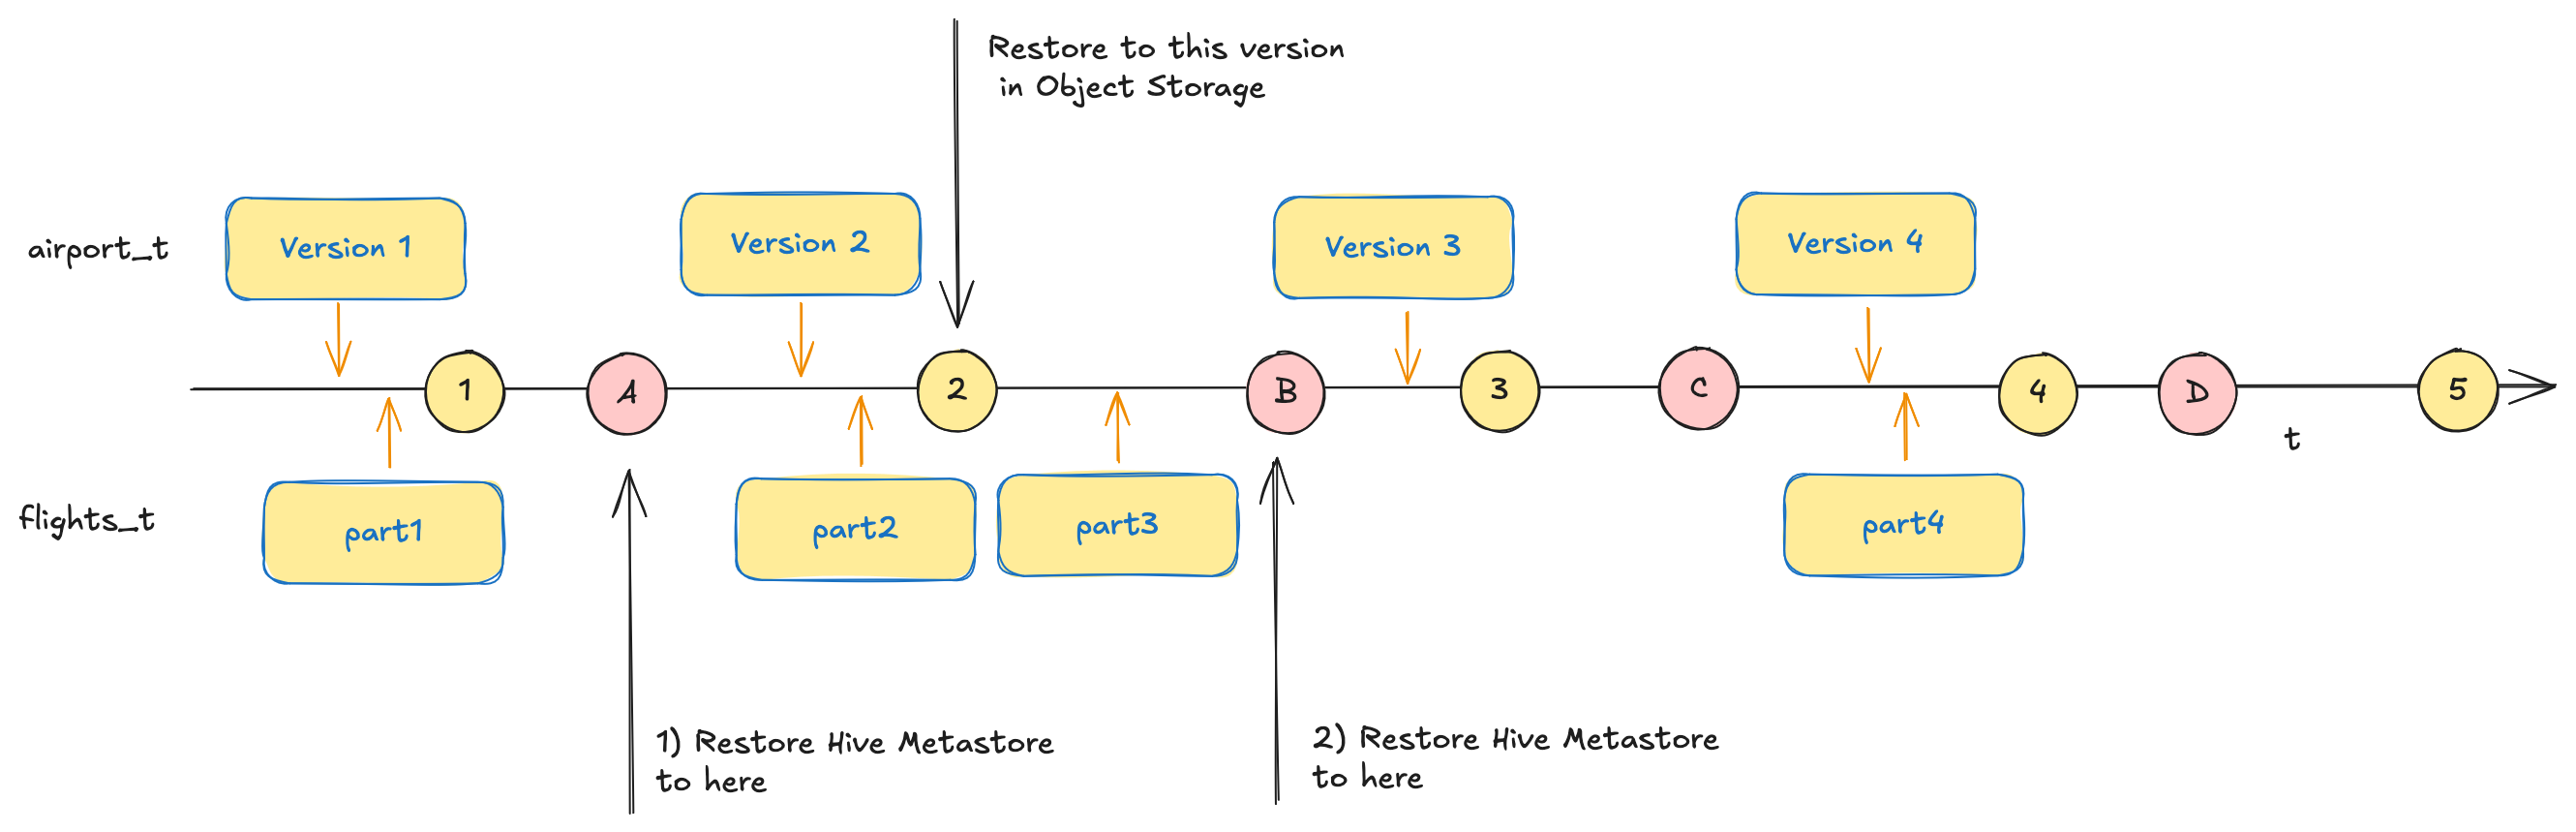 Restore to this version
in Object Storage
airport_t
Version 1
Version 2
Version 3
Version 4
1
A
2
B
3
C
4
D
5
t
flights_t
part1
part2
part3
part4
1) Restore Hive Metastore
to here
2) Restore Hive Metastore
to here